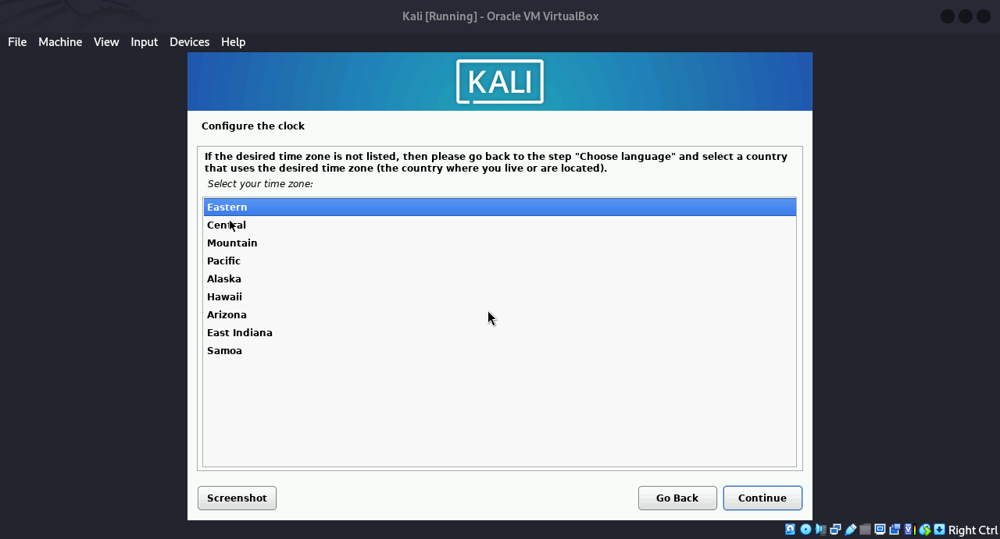 Kali [Running] - Oracle VM VirtualBox
File Machine View Input Devices Help
KALI
Configure the clock
If the desired time zone is not listed, then please go back to the step "Choose language" and select a country
that uses the desired time zone (the country where you live or are located).
Select your time zone:
Eastern
Central
Mountain
Pacific
Alaska
Hawaii
Arizona
East Indiana
Samoa
Screenshot Go Back Continue
Right Ctrl